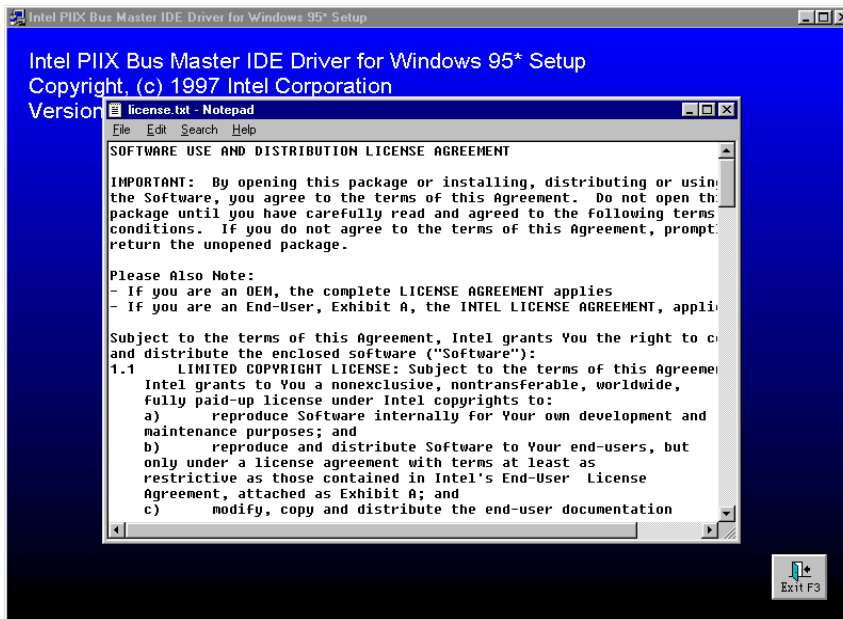 Intel PIIX Bus Master IDE Driver for Windows 95* Setup
Intel PIIX Bus Master IDE Driver for Windows 95* Setup
Copyright, (c) 1997 Intel Corporation
Version
license.txt - Notepad
File Edit Search Help
SOFTWARE USE AND DISTRIBUTION LICENSE AGREEMENT
IMPORTANT: By opening this package or installing, distributing or using
the Software, you agree to the terms of this Agreement. Do not open
package until you have carefully read and agreed to the following terms
conditions. If you do not agree to the terms of this Agreement,
return the unopened package.
Please Also Note:
- If you are an OEM, the complete LICENSE AGREEMENT applies
- If you are an End-User, Exhibit A, the INTEL LICENSE AGREEMENT,
Subject to the terms of this Agreement, Intel grants You the right to
and distribute the enclosed software ("Software"):
1.1 LIMITED COPYRIGHT LICENSE: Subject to the terms of this
Intel grants to You a nonexclusive, nontransferable, worldwide,
fully paid-up license under Intel copyrights to:
a) reproduce Software internally for Your own development and
maintenance purposes; and
b) reproduce and distribute Software to Your end-users, but
only under a license agreement with terms at least as
restrictive as those contained in Intel's End-User License
Agreement, attached as Exhibit A; and
c) modify, copy and distribute the end-user documentation
Exit F3